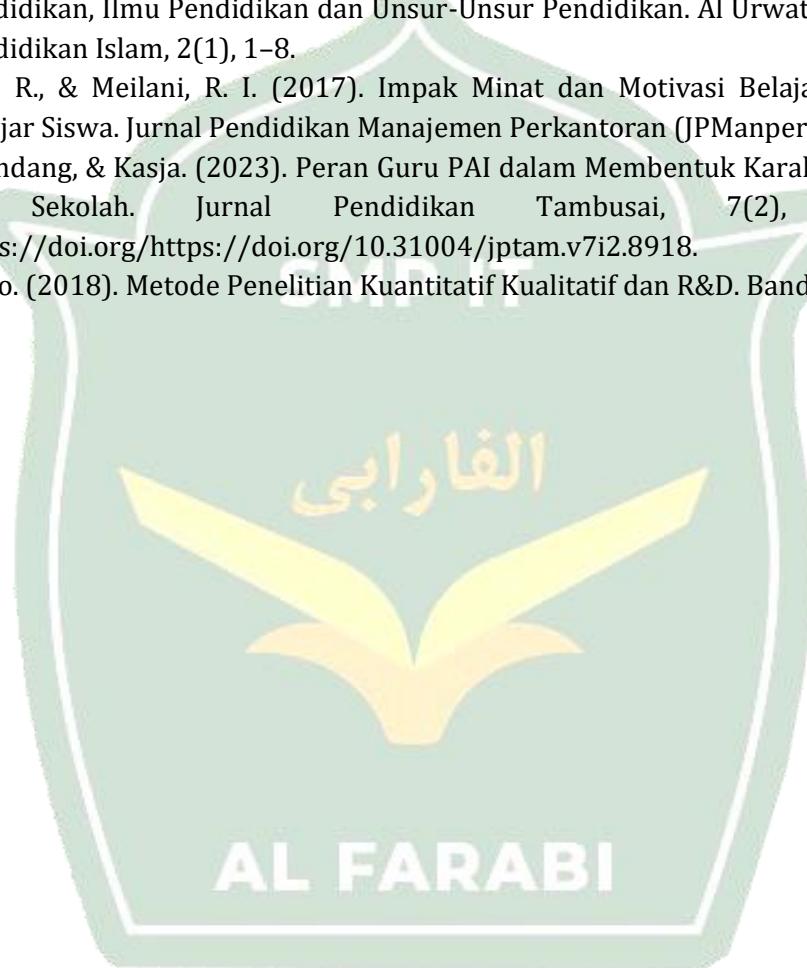 didikan, Ilmu Pendidikan dan Unsur-Unsur Pendidikan. Al Urwat
didikan Islam, 2(1), 1–8.
R., & Meilani, R. I. (2017). Impak Minat dan Motivasi Belaja
jar Siswa. Jurnal Pendidikan Manajemen Perkantoran (JPManper
ndang, & Kasja. (2023). Peran Guru PAI dalam Membentuk Karak
Sekolah. Jurnal Pendidikan Tambusai, 7(2),
s://doi.org/https://doi.org/10.31004/jptam.v7i2.8918.
o. (2018). Metode Penelitian Kuantitatif Kualitatif dan R&D. Band
SMP IT
الفارابى
AL FARABI